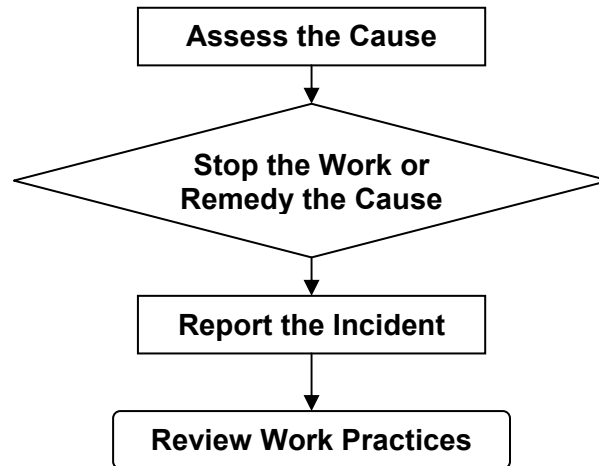 Assess the Cause
Stop the Work or
Remedy the Cause
Report the Incident
Review Work Practices